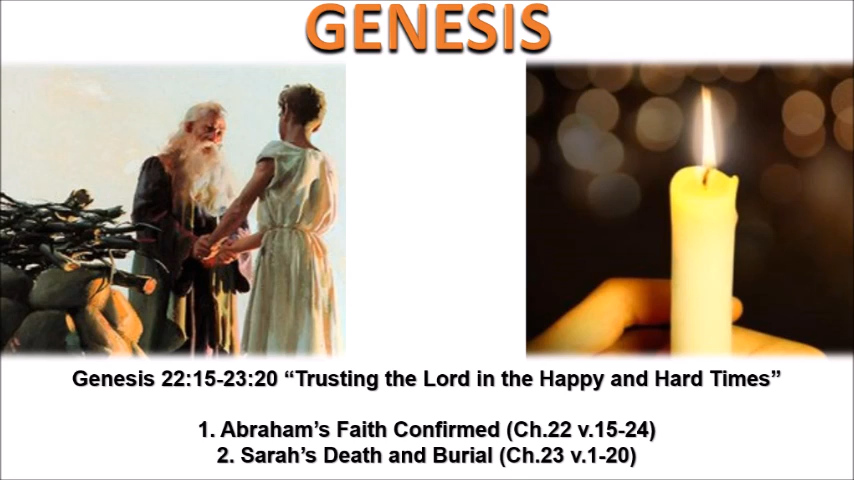 GENESIS
Genesis 22:15-23:20 “Trusting the Lord in the Happy and Hard Times”
1. Abraham’s Faith Confirmed (Ch.22 v.15-24)
2. Sarah’s Death and Burial (Ch.23 v.1-20)